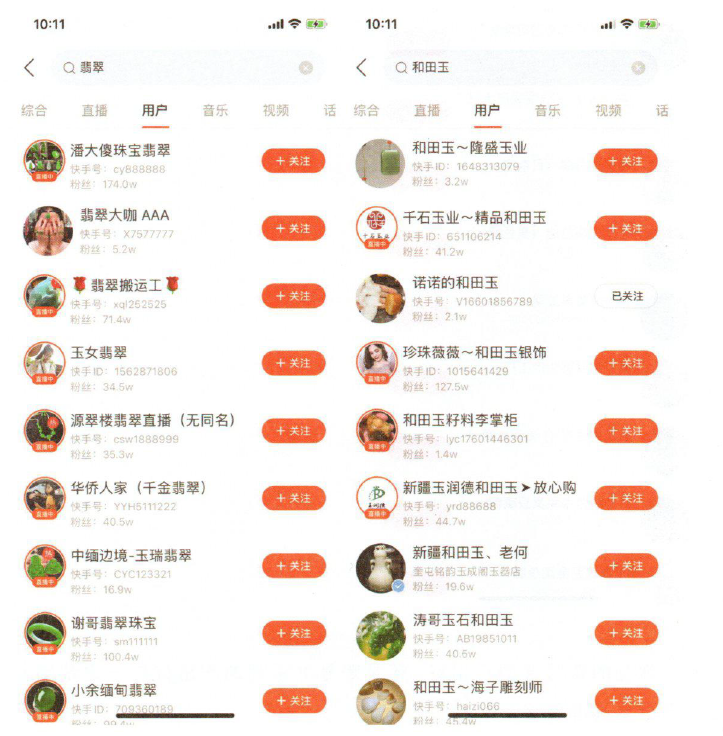 10:11
翡翠
综合 直播 用户 音乐 视频 话
潘大傻珠宝翡翠
快手号：cy888888
粉丝：174.0w
直播中
+ 关注
翡翠大咖 AAA
快手号：X7577777
粉丝：5.2w
+ 关注
翡翠搬运工
快手号：xql252525
粉丝：71.4w
直播中
+ 关注
玉女翡翠
快手ID：1562871806
粉丝：34.5w
直播中
+ 关注
源翠楼翡翠直播（无同名）
快手号：csw1888999
粉丝：35.3w
直播中
+ 关注
华侨人家（千金翡翠）
快手号：YYH5111222
粉丝：40.5w
直播中
+ 关注
中缅边境-玉瑞翡翠
快手号：CYC123321
粉丝：16.9w
直播中
+ 关注
谢哥翡翠珠宝
快手号：sm111111
粉丝：100.4w
直播中
+ 关注
小余缅甸翡翠
快手ID：709360189
粉丝：99.4w
直播中
+ 关注
10:11
和田玉
综合 直播 用户 音乐 视频 话
和田玉～隆盛玉业
快手ID：1648313079
粉丝：3.2w
+ 关注
千石玉业～精品和田玉
快手ID：651106214
粉丝：41.2w
千石玉业
直播中
+ 关注
诺诺的和田玉
快手号：V16601856789
粉丝：2.1w
已关注
珍珠薇薇～和田玉银饰
快手ID：1015641429
粉丝：127.5w
直播中
+ 关注
和田玉籽料李掌柜
快手号：lyc17601446301
粉丝：1.4w
直播中
+ 关注
新疆玉润德和田玉➤放心购
快手号：yrd88688
粉丝：44.7w
直播中
+ 关注
新疆和田玉、老何
粉丝：19.6w
+ 关注
涛哥玉石和田玉
快手号：AB19851011
粉丝：40.6w
+ 关注
和田玉～海子雕刻师
快手号：haizi066
粉丝：45.4w
+ 关注